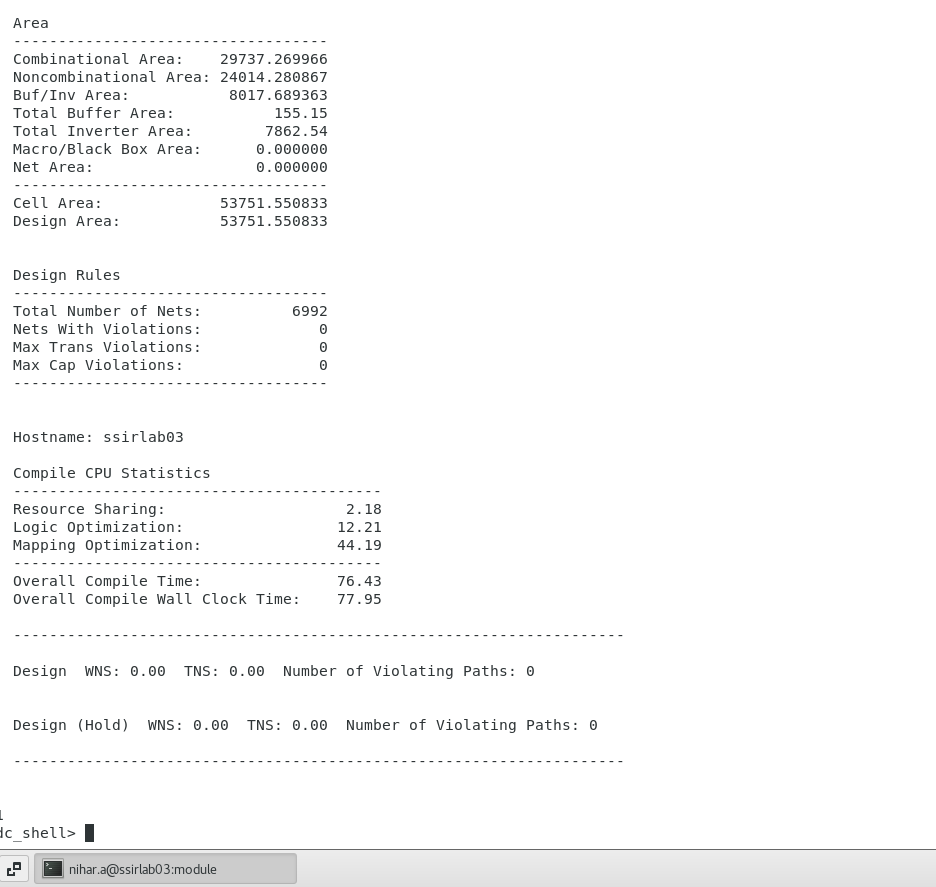 Area
-----------------------------------
Combinational Area:    29737.269966
Noncombinational Area: 24014.280867
Buf/Inv Area:           8017.689363
Total Buffer Area:           155.15
Total Inverter Area:        7862.54
Macro/Black Box Area:      0.000000
Net Area:                  0.000000
-----------------------------------
Cell Area:             53751.550833
Design Area:           53751.550833
Design Rules
-----------------------------------
Total Number of Nets:          6992
Nets With Violations:             0
Max Trans Violations:             0
Max Cap Violations:               0
-----------------------------------
Hostname: ssirlab03
Compile CPU Statistics
-----------------------------------------
Resource Sharing:                    2.18
Logic Optimization:                 12.21
Mapping Optimization:               44.19
-----------------------------------------
Overall Compile Time:               76.43
Overall Compile Wall Clock Time:    77.95
--------------------------------------------------------------------
Design  WNS: 0.00  TNS: 0.00  Number of Violating Paths: 0
Design (Hold)  WNS: 0.00  TNS: 0.00  Number of Violating Paths: 0
--------------------------------------------------------------------
1
dc_shell>
nihar.a@ssirlab03:module